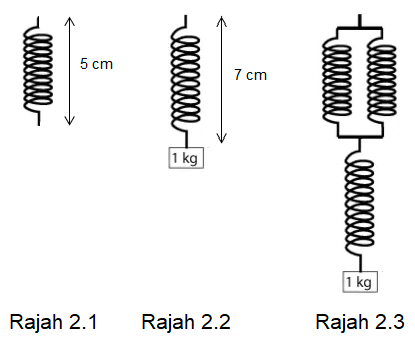 5 cm
7 cm
1 kg
1 kg
Rajah 2.1
Rajah 2.2
Rajah 2.3